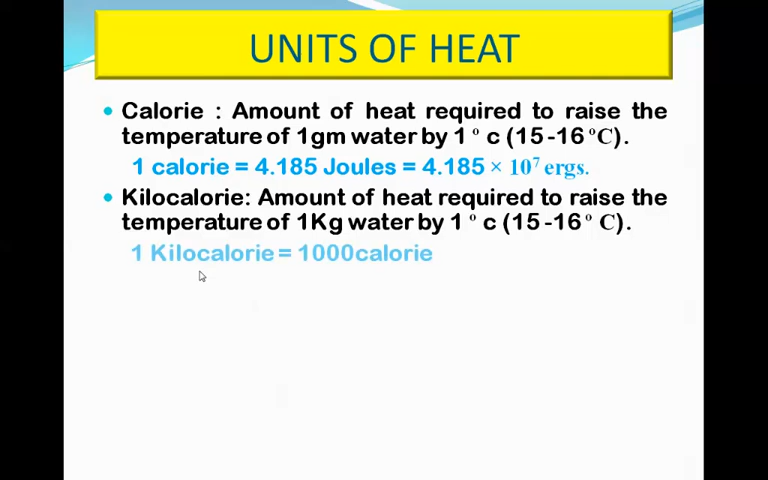 UNITS OF HEAT
• Calorie : Amount of heat required to raise the
temperature of 1gm water by 1 º c (15 -16 ºC).
1 calorie = 4.185 Joules = 4.185 × 10⁷ ergs.
• Kilocalorie: Amount of heat required to raise the
temperature of 1Kg water by 1 º c (15 -16 º C).
1 Kilocalorie = 1000calorie